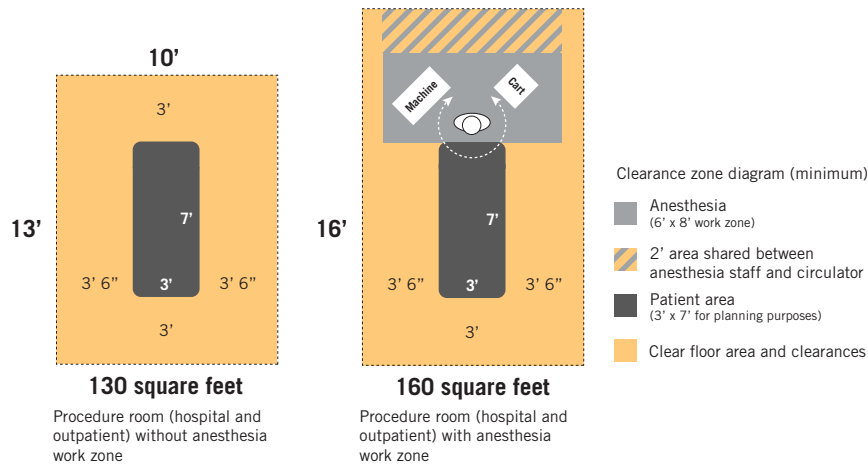 10’
3’
13’
7’
3’ 6”
3’
3’ 6”
3’
130 square feet
Procedure room (hospital and
outpatient) without anesthesia
work zone
Machine
Cart
16’
7’
3’ 6”
3’
3’ 6”
3’
160 square feet
Procedure room (hospital and
outpatient) with anesthesia
work zone
Clearance zone diagram (minimum)
Anesthesia
(6’ x 8’ work zone)
2’ area shared between
anesthesia staff and circulator
Patient area
(3’ x 7’ for planning purposes)
Clear floor area and clearances